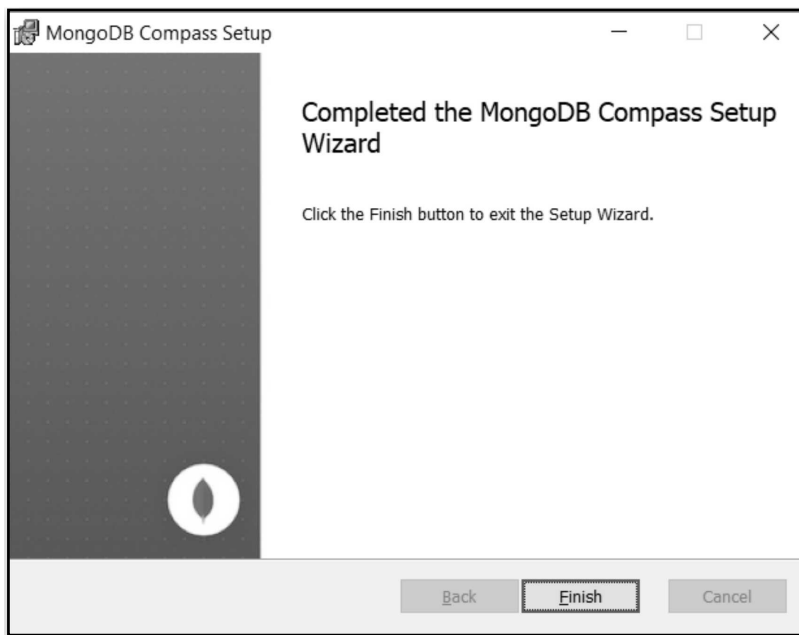 MongoDB Compass Setup
Completed the MongoDB Compass Setup
Wizard
Click the Finish button to exit the Setup Wizard.
Back
Finish
Cancel